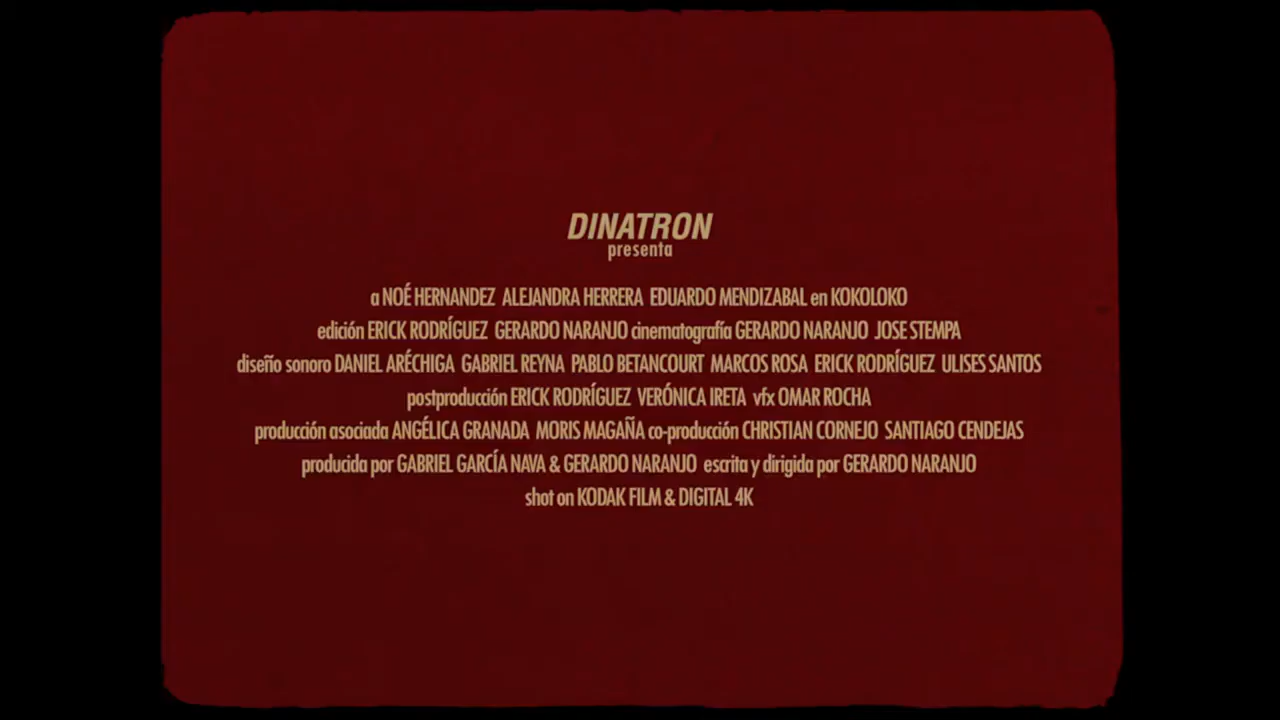 DINATRON
presenta
a NOÉ HERNANDEZ ALEJANDRA HERRERA EDUARDO MENDIZABAL en KOKOLOKO
edición ERICK RODRÍGUEZ GERARDO NARANJO cinematografía GERARDO NARANJO JOSE STEMPA
diseño sonoro DANIEL ARÉCHIGA GABRIEL REYNA PABLO BETANCOURT MARCOS ROSA ERICK RODRÍGUEZ ULISES SANTOS
postproducción ERICK RODRÍGUEZ VERÓNICA IRETA vfx OMAR ROCHA
producción asociada ANGÉLICA GRANADA MORIS MAGAÑA co-producción CHRISTIAN CORNEJO SANTIAGO CENDEJAS
producida por GABRIEL GARCÍA NAVA & GERARDO NARANJO escrita y dirigida por GERARDO NARANJO
shot on KODAK FILM & DIGITAL 4K